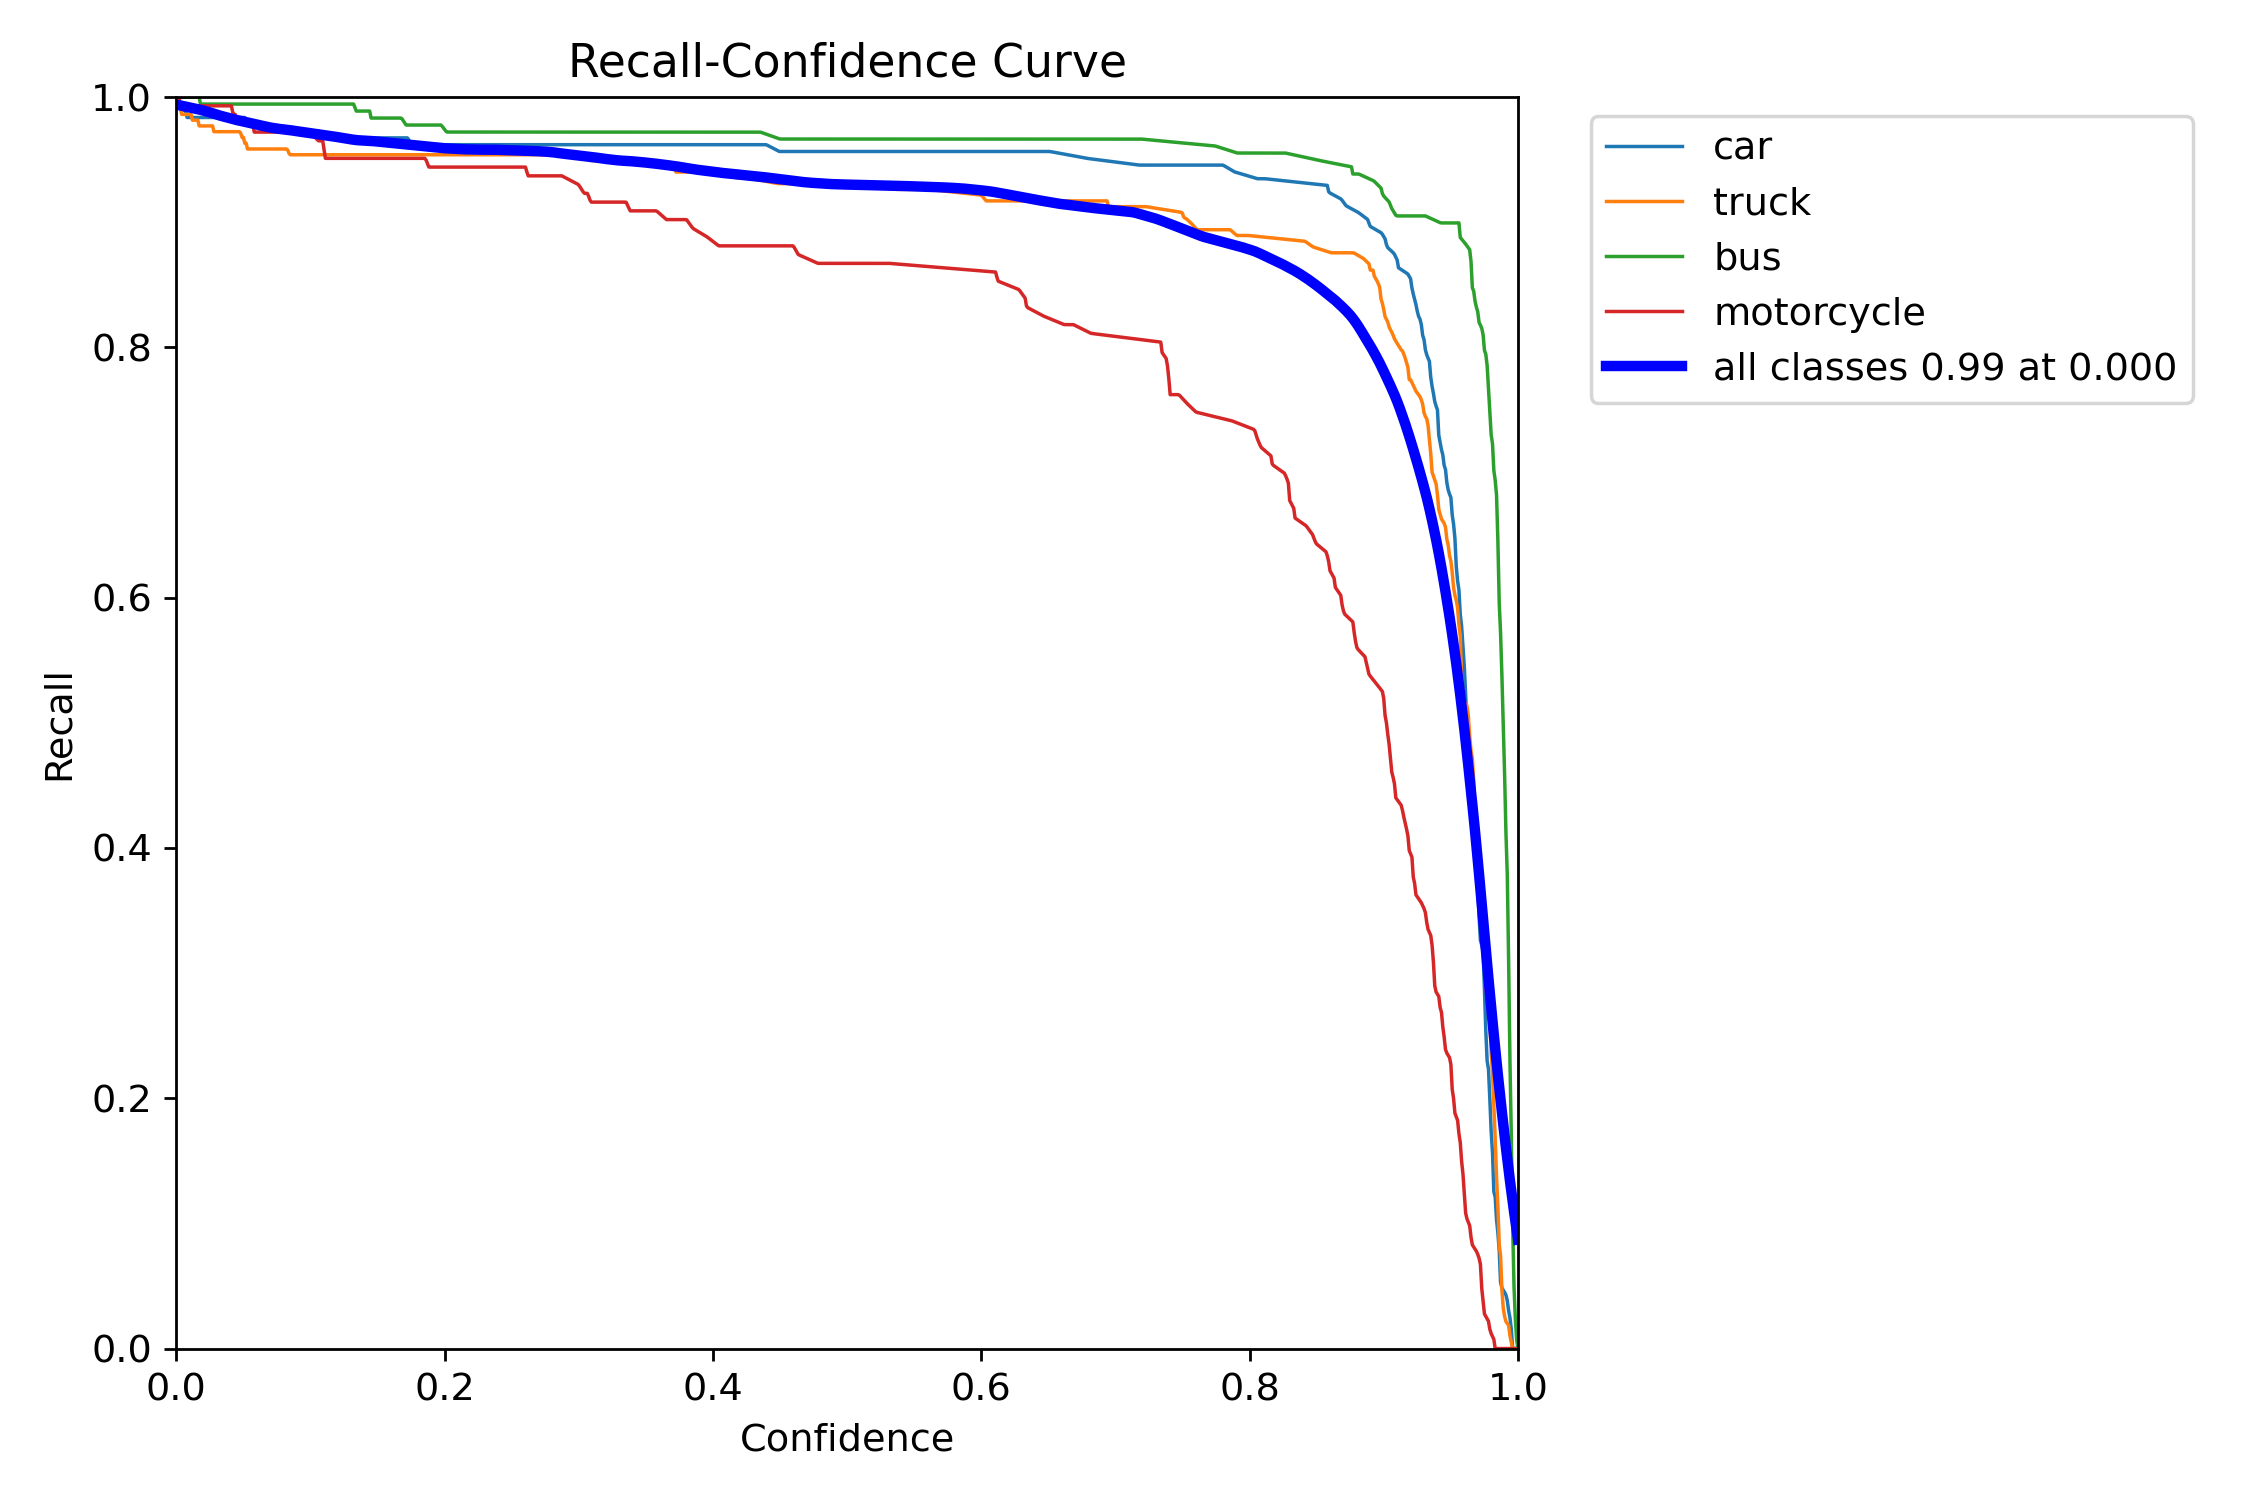 Recall-Confidence Curve
1.0
0.8
0.6
0.4
0.2
0.0
Recall
0.0 0.2 0.4 0.6 0.8 1.0
Confidence
car
truck
bus
motorcycle
all classes 0.99 at 0.000